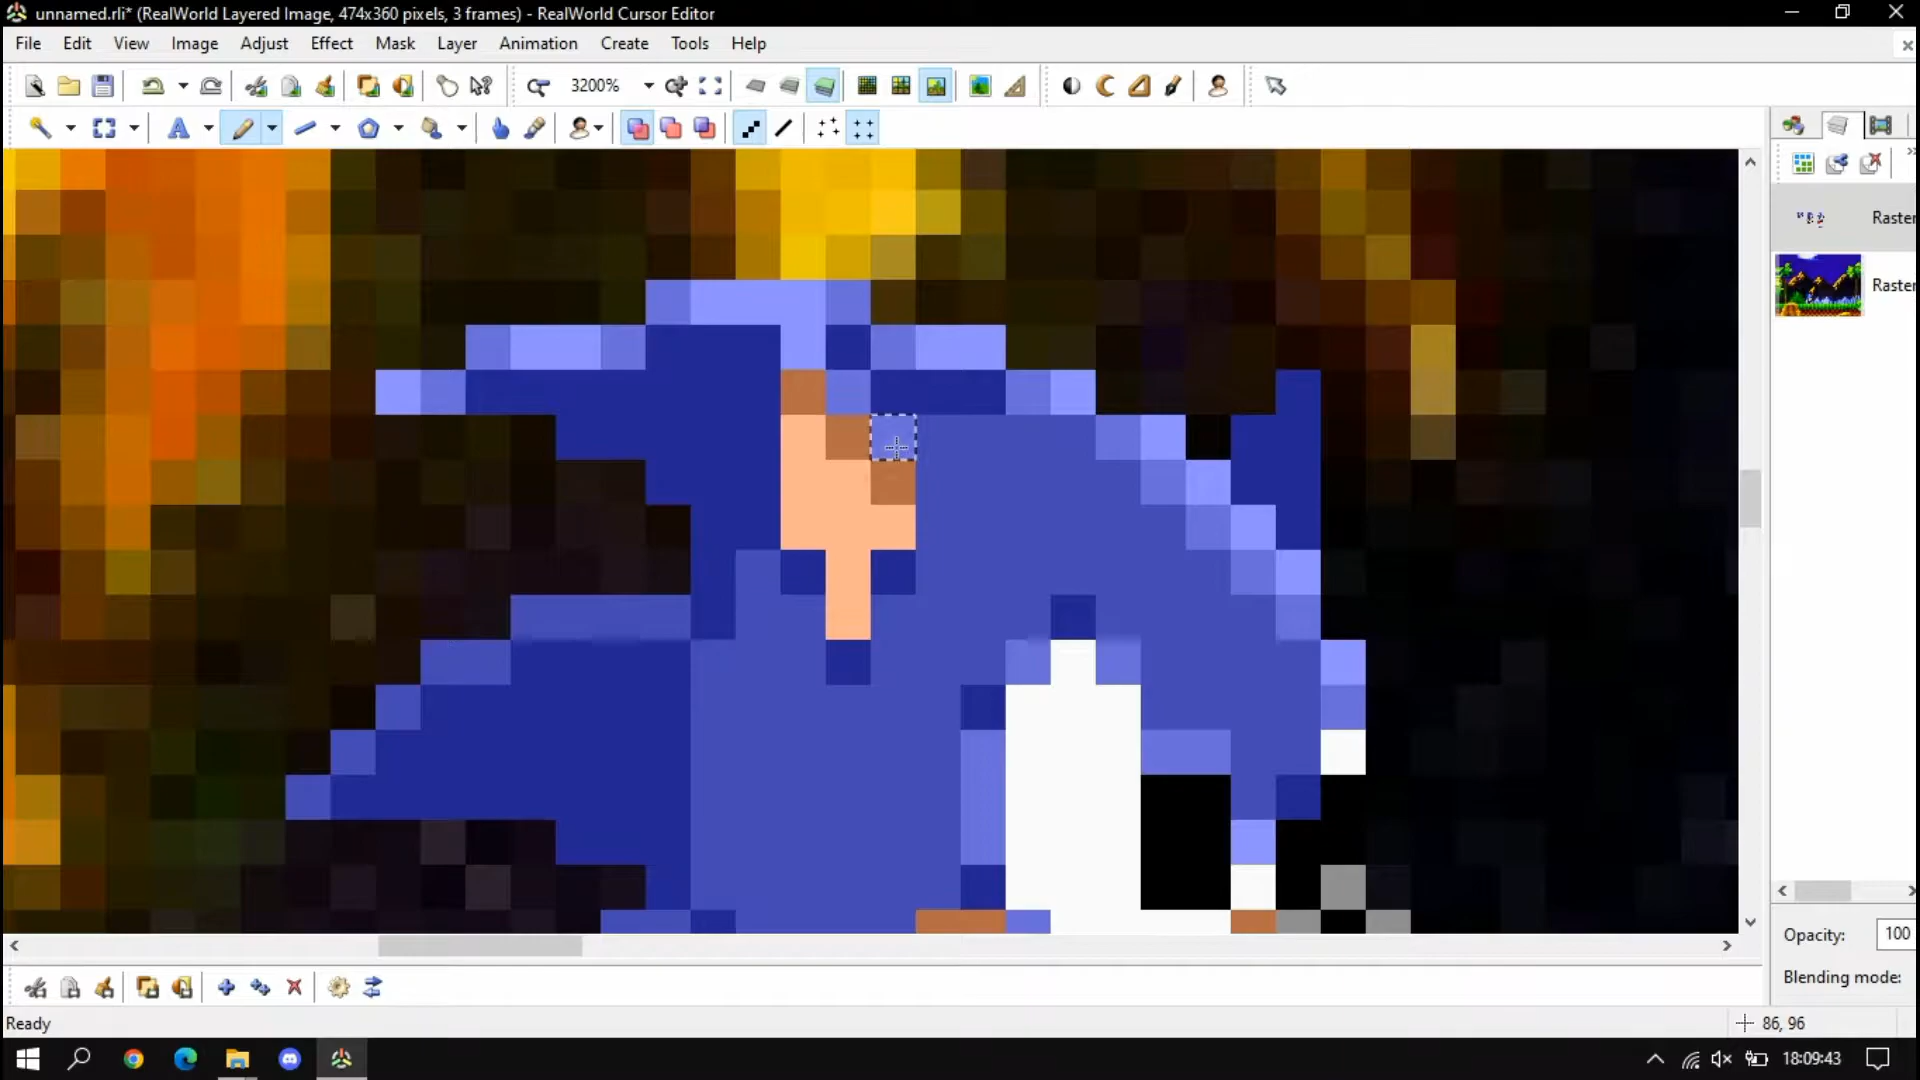 unnamed.rli* (RealWorld Layered Image, 474x360 pixels, 3 frames) - RealWorld Cursor Editor
File Edit View Image Adjust Effect Mask Layer Animation Create Tools Help
3200%
Raster
Raster
Opacity: 100
Blending mode:
Ready
86, 96
18:09:43